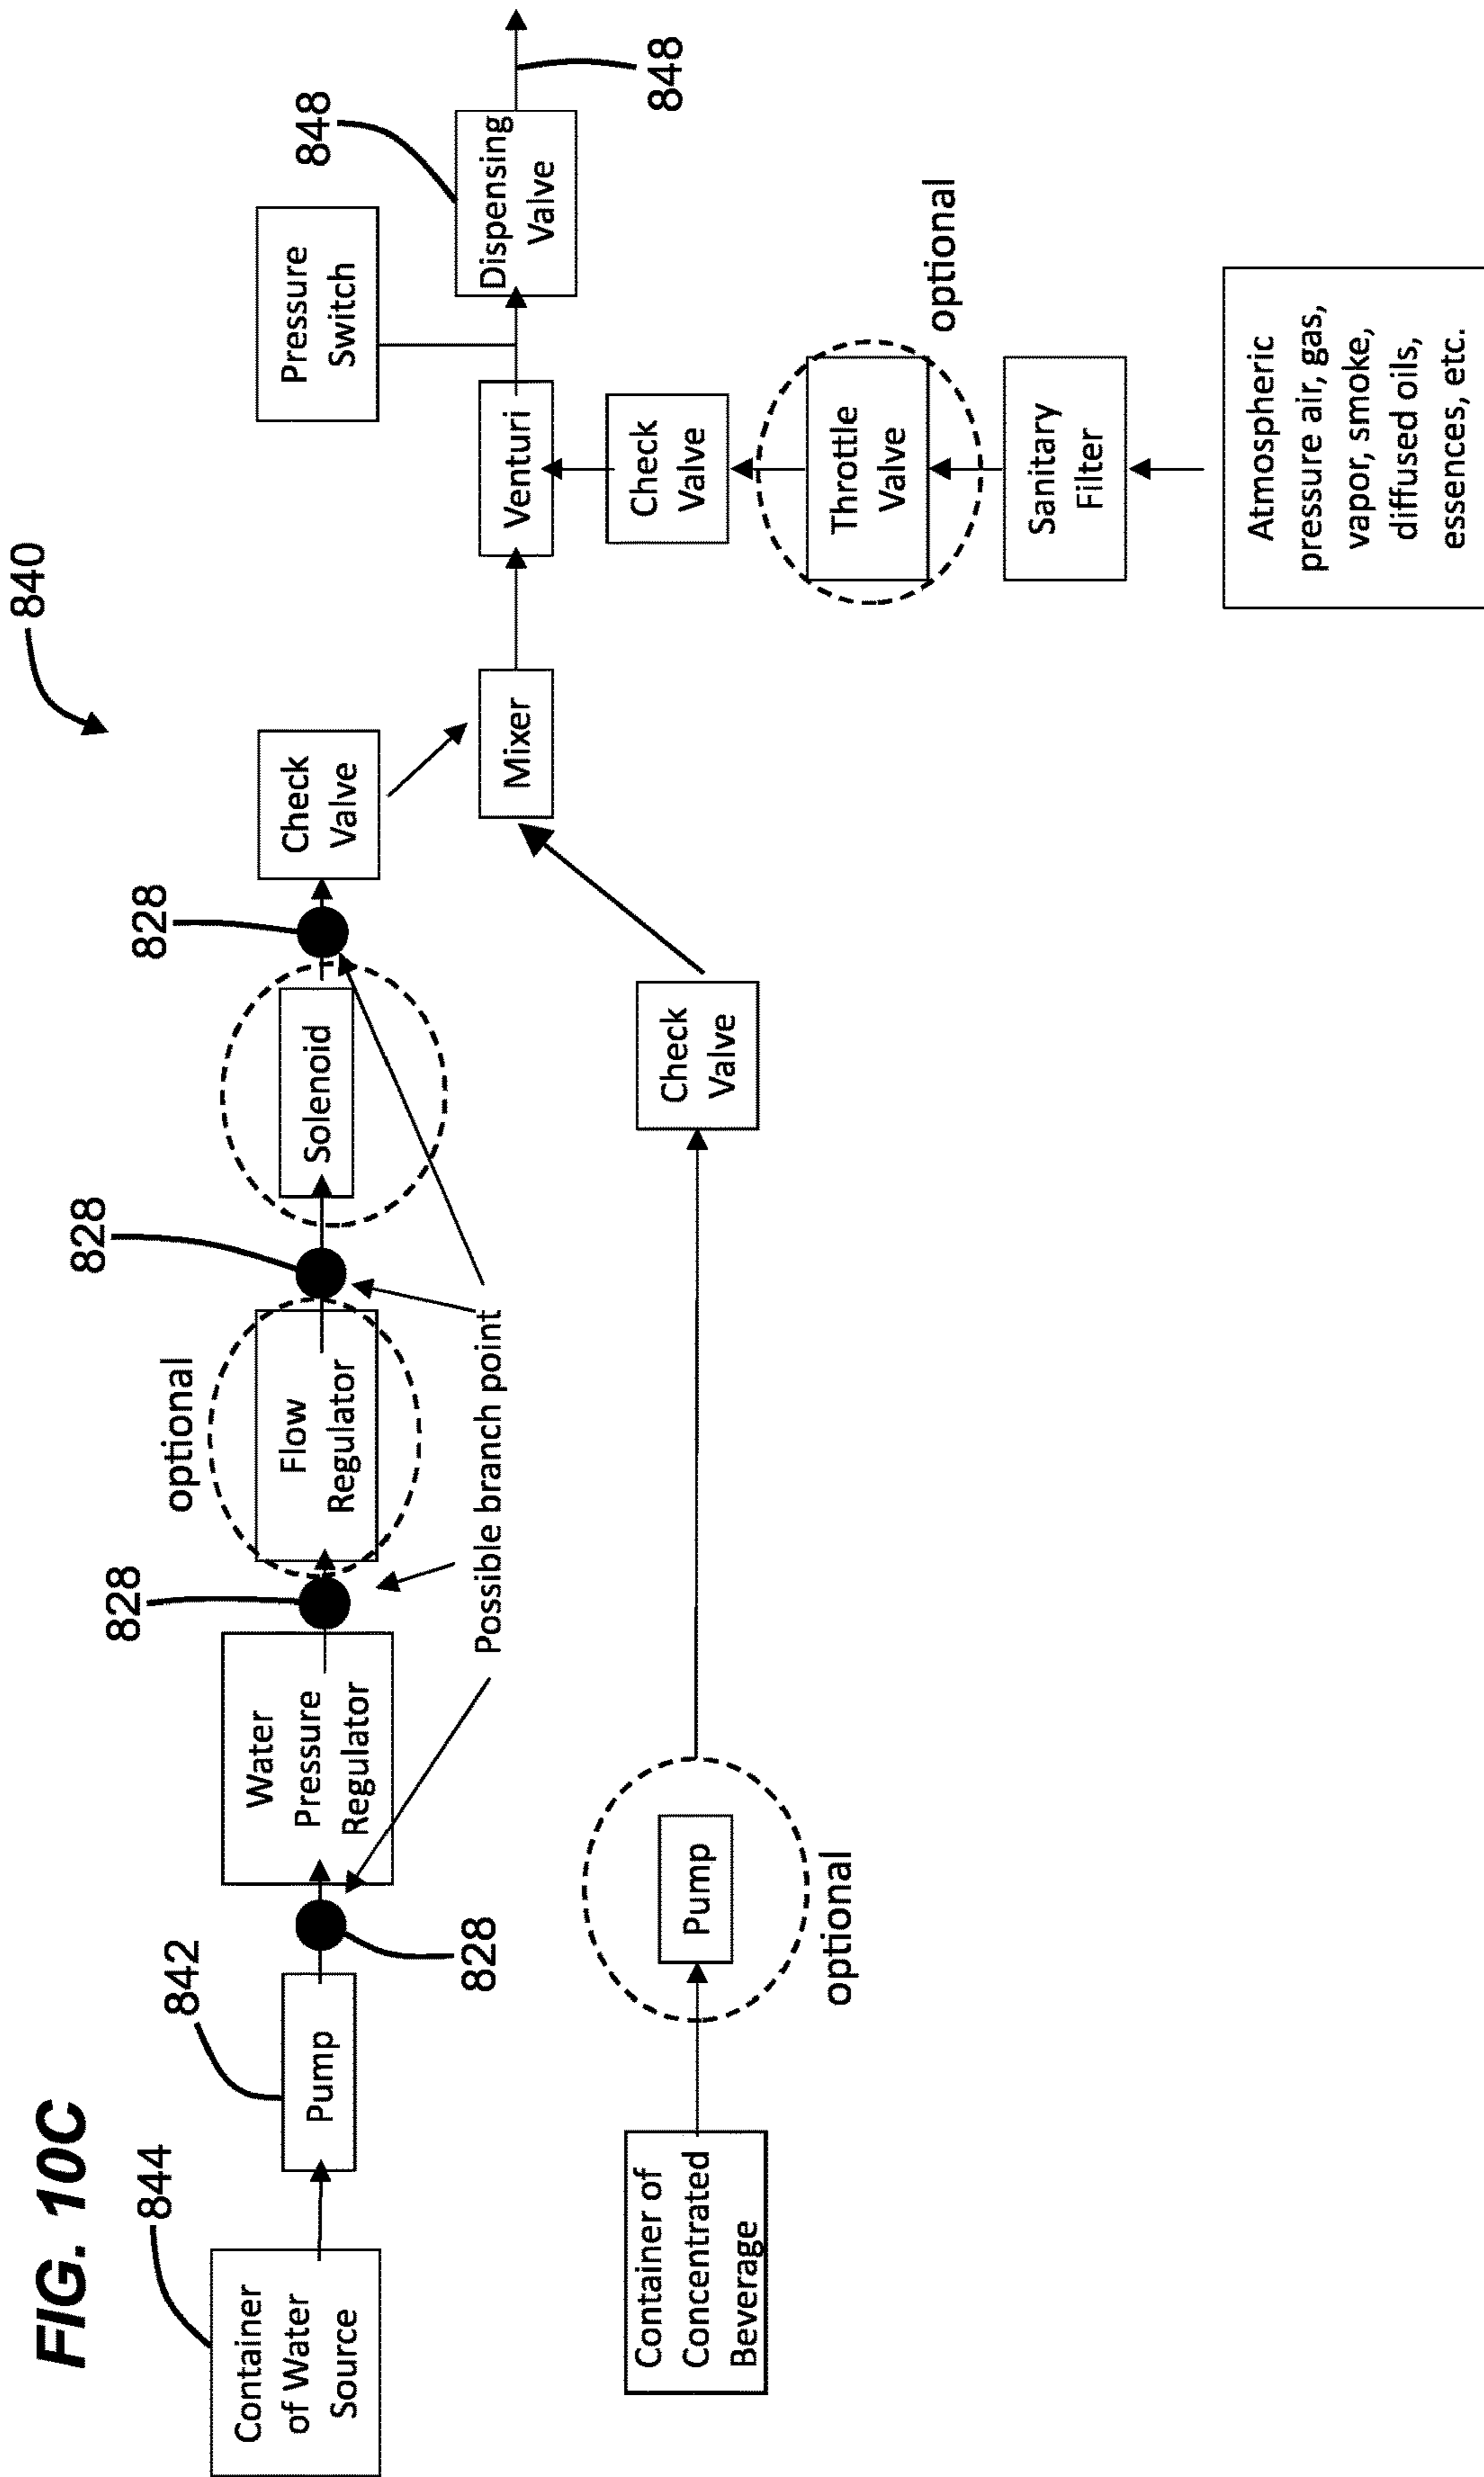 FIG. 10C
840
844
Container
of Water
Source
842
Pump
828
Water
Pressure
Regulator
828
optional
Flow
Regulator
828
Solenoid
828
Check
Valve
Possible branch point
Mixer
Venturi
Pressure
Switch
848
Dispensing
Valve
848
Container of
Concentrated
Beverage
Pump
optional
Check
Valve
Check
Valve
Throttle
Valve
optional
Sanitary
Filter
Atmospheric
pressure air, gas,
vapor, smoke,
diffused oils,
essences, etc.